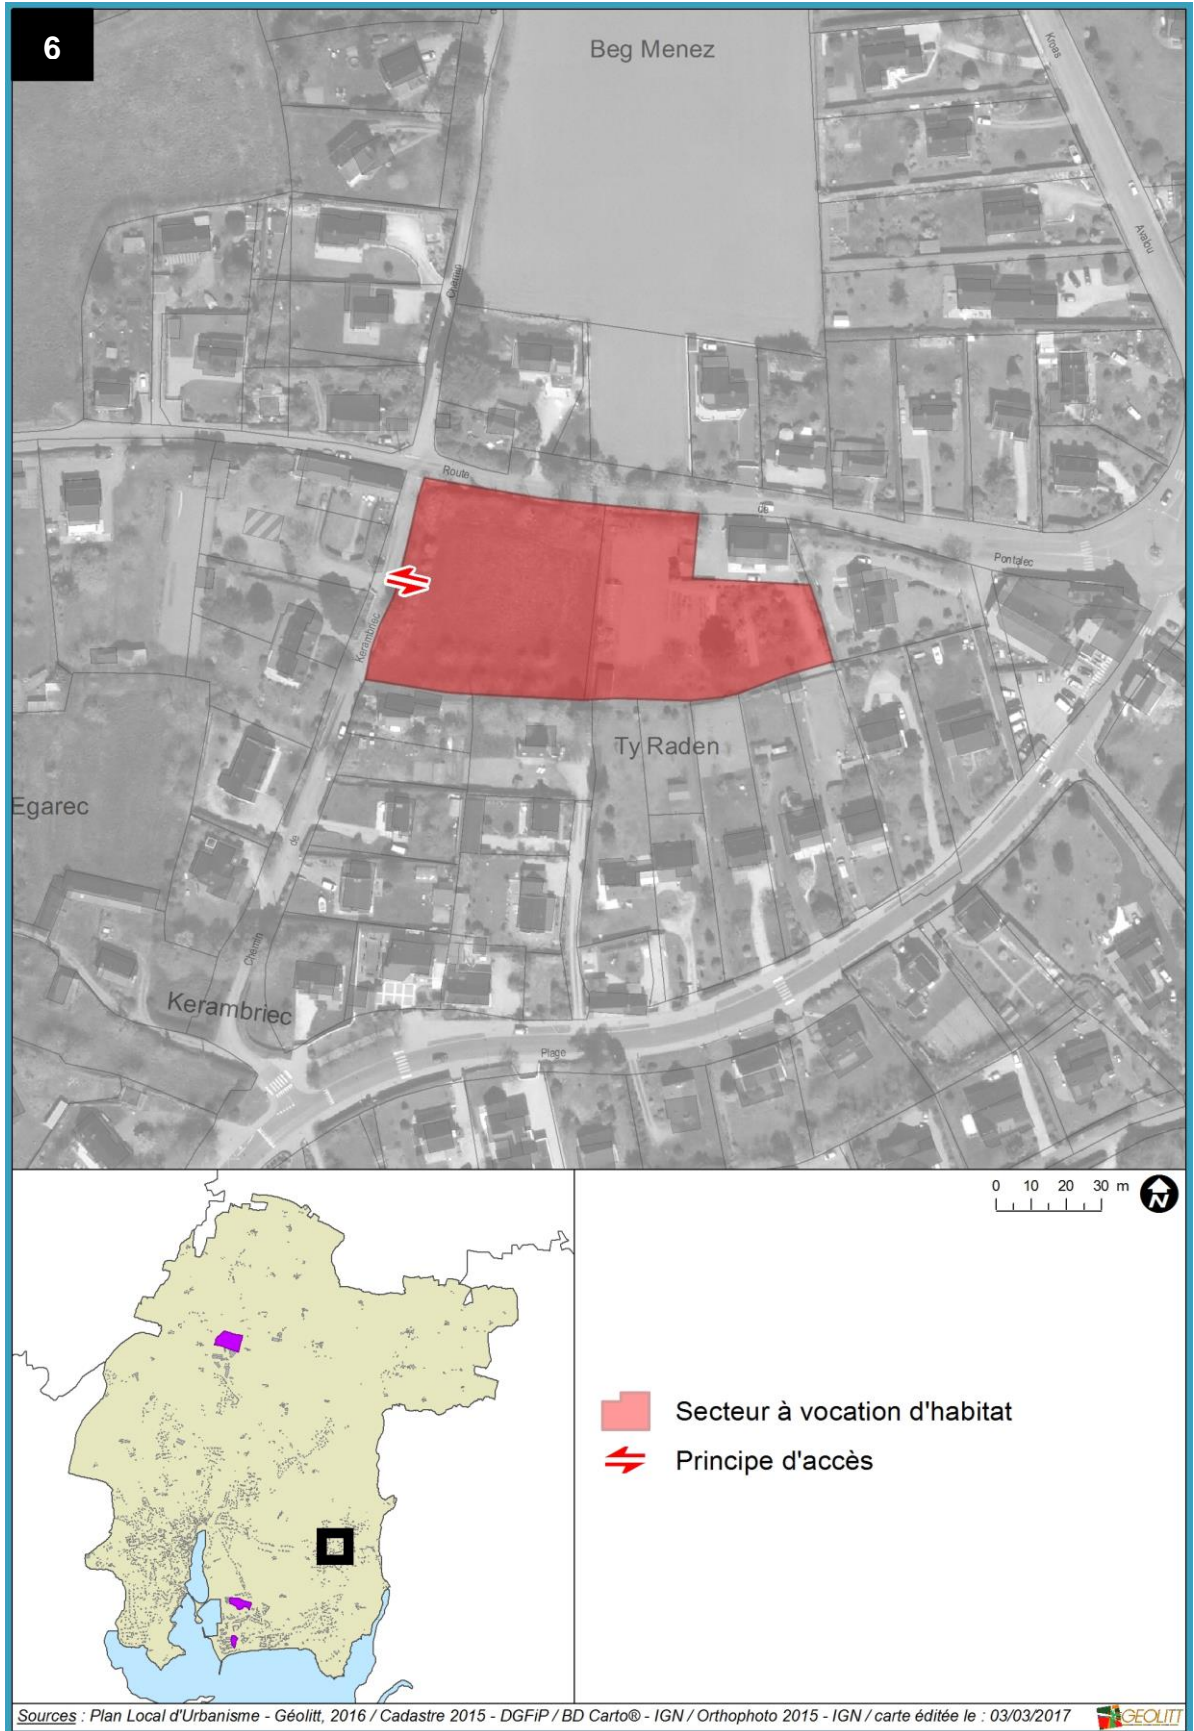 6
Beg Menez
Kroas
Avalou
Route
de
Pontalec
Kerambriec
Ty Raden
Egarec
de
Chemin
Kerambriec
Plage
0 10 20 30 m
N
Secteur à vocation d'habitat
Principe d'accès
Sources : Plan Local d'Urbanisme - Géolitt, 2016 / Cadastre 2015 - DGFiP / BD Carto® - IGN / Orthophoto 2015 - IGN / carte éditée le : 03/03/2017
GEOLITT